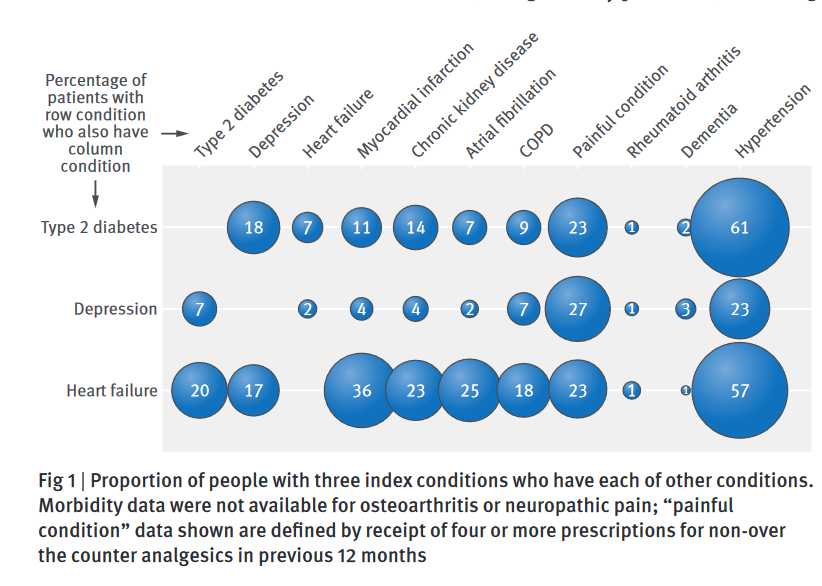 Percentage of
patients with
row condition
who also have
column
condition
Type 2 diabetes
Depression
Heart failure
Myocardial infarction
Chronic kidney disease
Atrial fibrillation
COPD
Painful condition
Rheumatoid arthritis
Dementia
Hypertension
Type 2 diabetes 18 7 11 14 7 9 23 1 2 61
Depression 7 2 4 4 2 7 27 1 3 23
Heart failure 20 17 36 23 25 18 23 1 1 57
Fig 1 | Proportion of people with three index conditions who have each of other conditions.
Morbidity data were not available for osteoarthritis or neuropathic pain; “painful
condition” data shown are defined by receipt of four or more prescriptions for non-over
the counter analgesics in previous 12 months